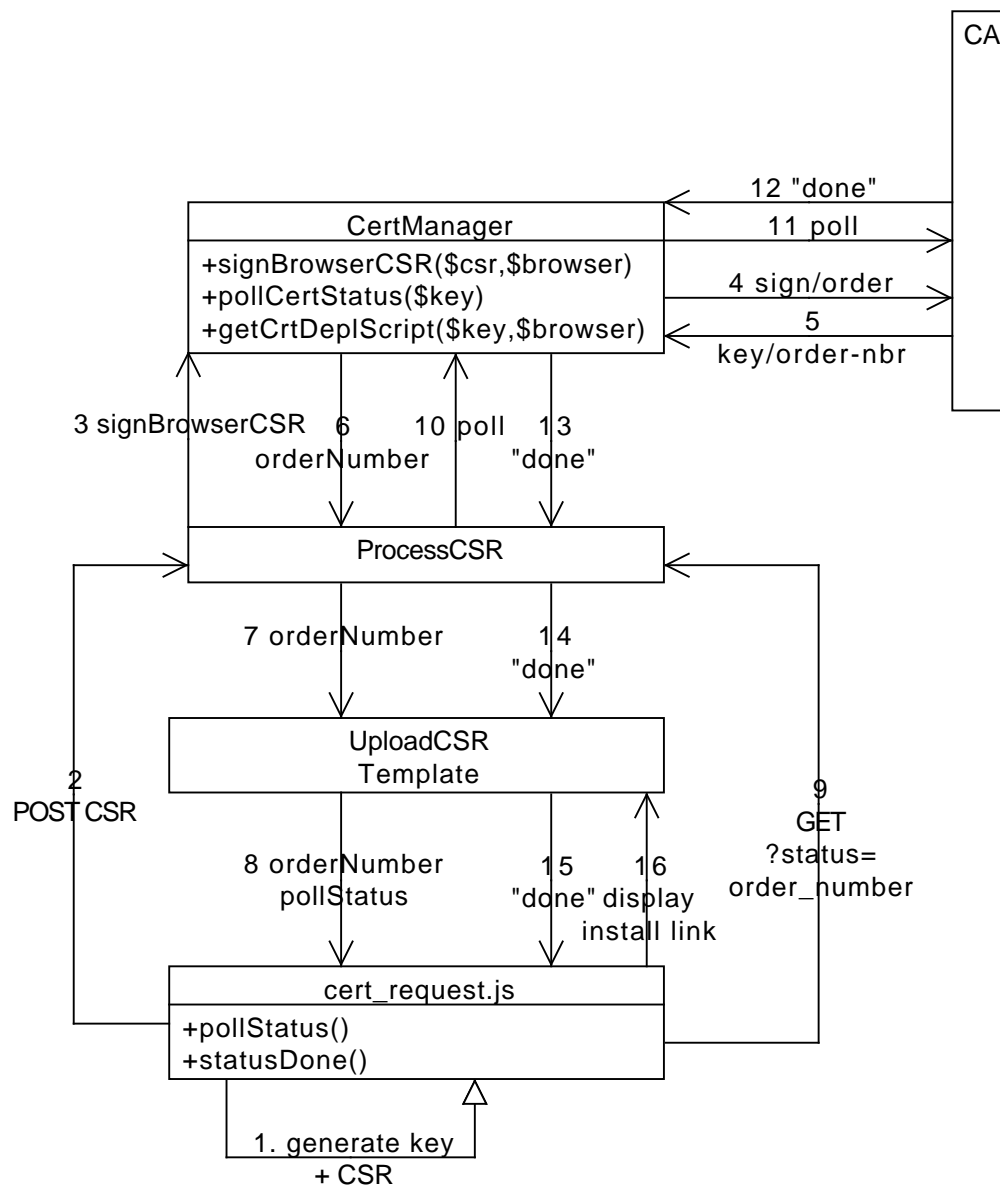 CA
12 "done"
CertManager
11 poll
+signBrowserCSR($csr,$browser)
+pollCertStatus($key)
+getCrtDeplScript($key,$browser)
4 sign/order
5
key/order-nbr
3 signBrowserCSR
6
orderNumber
10 poll
13
"done"
ProcessCSR
7 orderNumber
14
"done"
UploadCSR
Template
2
POST CSR
9
GET
?status=
order_number
8 orderNumber
pollStatus
15
"done"
16
display
install link
cert_request.js
+pollStatus()
+statusDone()
1. generate key
+ CSR